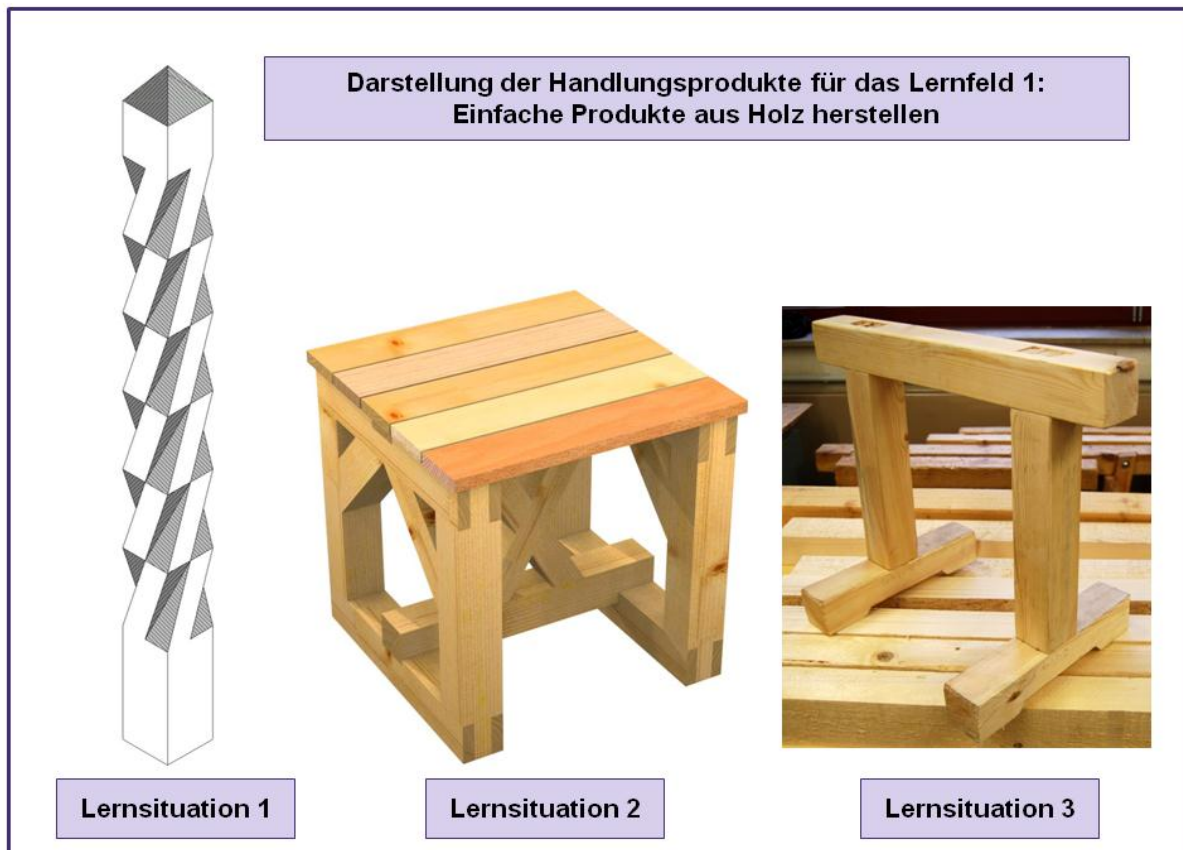 Darstellung der Handlungsprodukte für das Lernfeld 1:
Einfache Produkte aus Holz herstellen
Lernsituation 1
Lernsituation 2
Lernsituation 3